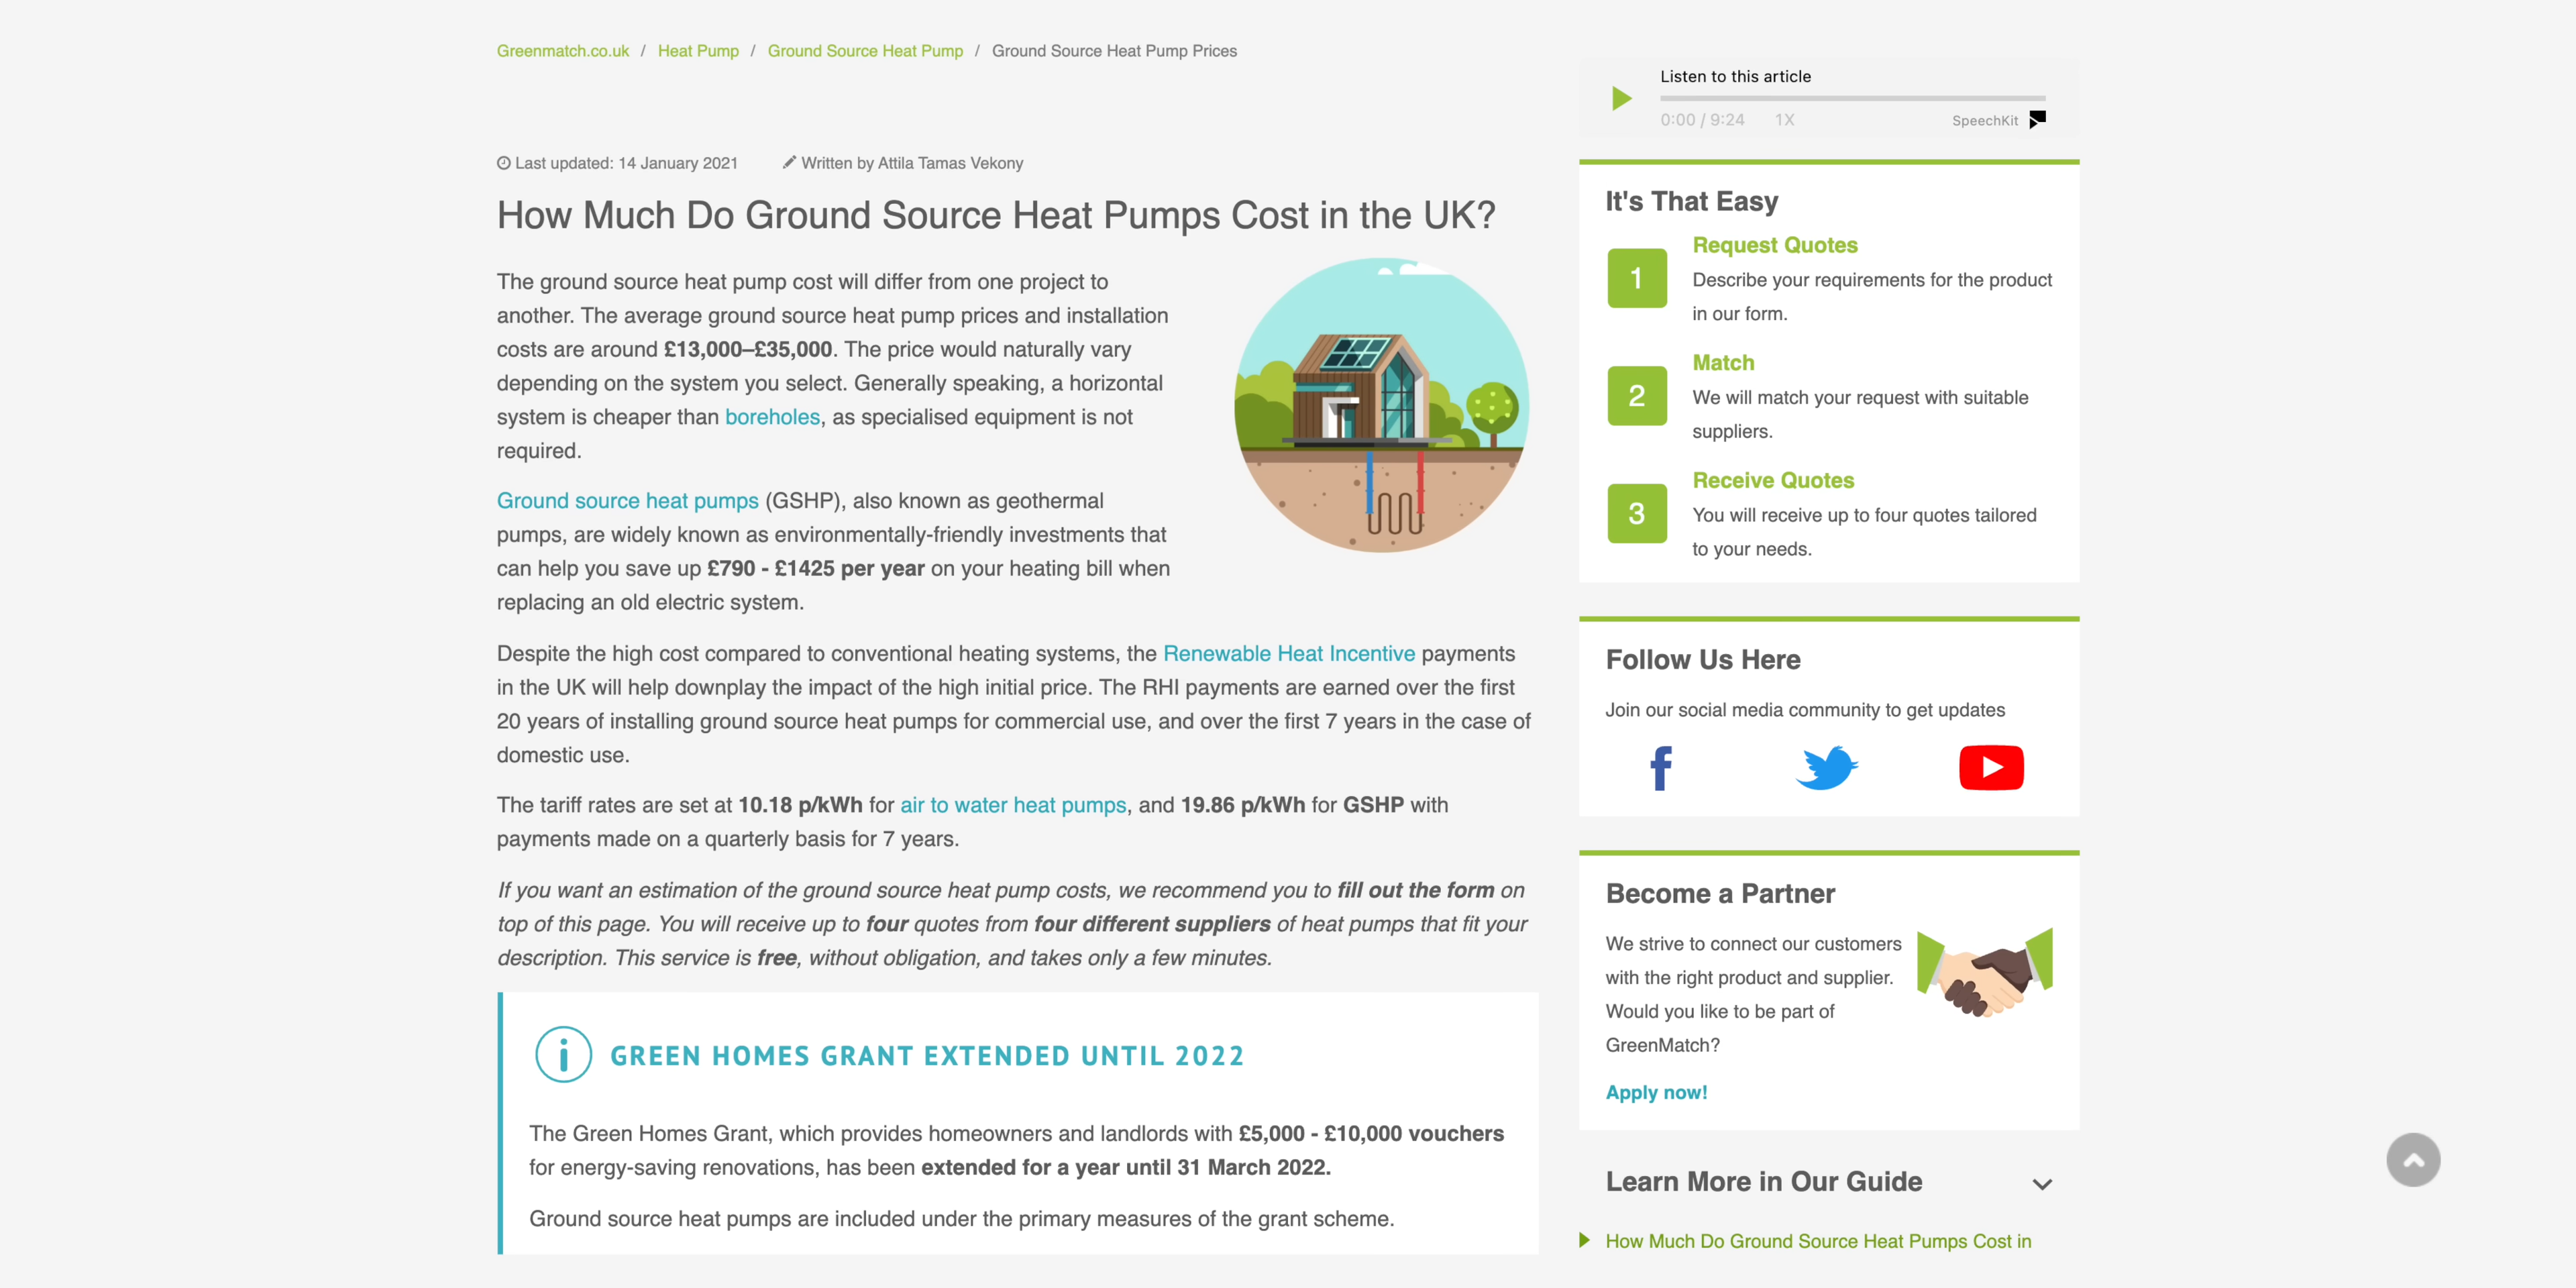 Greenmatch.co.uk / Heat Pump / Ground Source Heat Pump / Ground Source Heat Pump Prices
Last updated: 14 January 2021 Written by Attila Tamas Vekony
How Much Do Ground Source Heat Pumps Cost in the UK?
The ground source heat pump cost will differ from one project to
another. The average ground source heat pump prices and installation
costs are around £13,000–£35,000. The price would naturally vary
depending on the system you select. Generally speaking, a horizontal
system is cheaper than boreholes, as specialised equipment is not
required.
Ground source heat pumps (GSHP), also known as geothermal
pumps, are widely known as environmentally-friendly investments that
can help you save up £790 - £1425 per year on your heating bill when
replacing an old electric system.
Despite the high cost compared to conventional heating systems, the Renewable Heat Incentive payments
in the UK will help downplay the impact of the high initial price. The RHI payments are earned over the first
20 years of installing ground source heat pumps for commercial use, and over the first 7 years in the case of
domestic use.
The tariff rates are set at 10.18 p/kWh for air to water heat pumps, and 19.86 p/kWh for GSHP with
payments made on a quarterly basis for 7 years.
If you want an estimation of the ground source heat pump costs, we recommend you to fill out the form on
top of this page. You will receive up to four quotes from four different suppliers of heat pumps that fit your
description. This service is free, without obligation, and takes only a few minutes.
GREEN HOMES GRANT EXTENDED UNTIL 2022
The Green Homes Grant, which provides homeowners and landlords with £5,000 - £10,000 vouchers
for energy-saving renovations, has been extended for a year until 31 March 2022.
Ground source heat pumps are included under the primary measures of the grant scheme.
Listen to this article
0:00 / 9:24 1X SpeechKit
It's That Easy
1 Request Quotes
Describe your requirements for the product
in our form.
2 Match
We will match your request with suitable
suppliers.
3 Receive Quotes
You will receive up to four quotes tailored
to your needs.
Follow Us Here
Join our social media community to get updates
Become a Partner
We strive to connect our customers
with the right product and supplier.
Would you like to be part of
GreenMatch?
Apply now!
Learn More in Our Guide
How Much Do Ground Source Heat Pumps Cost in